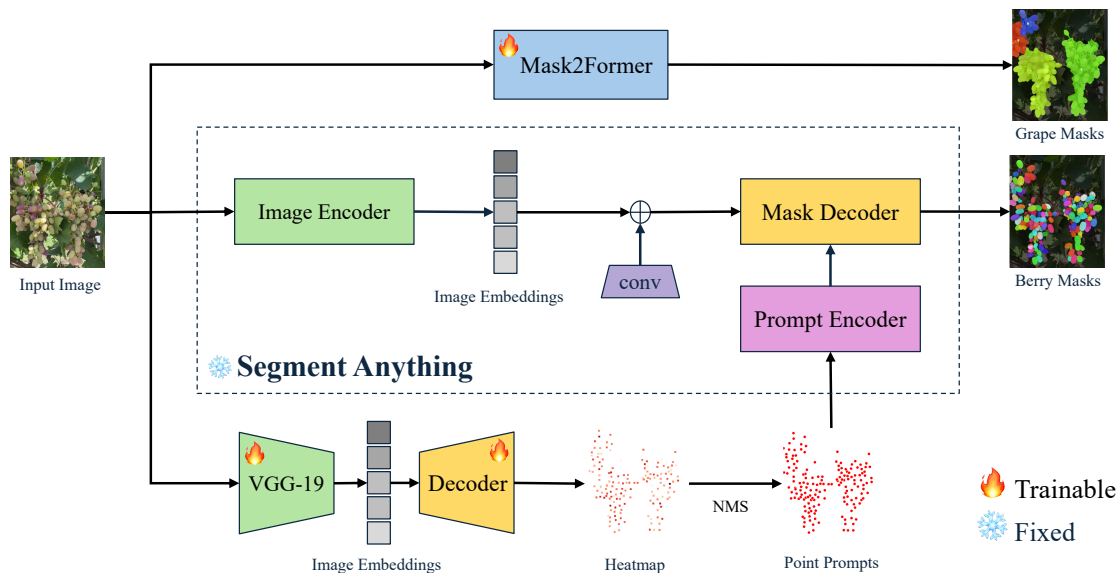 Mask2Former
Grape Masks
Input Image
Image Encoder
Image Embeddings
conv
Mask Decoder
Prompt Encoder
Berry Masks
Segment Anything
VGG-19
Image Embeddings
Decoder
Heatmap
NMS
Point Prompts
Trainable
Fixed